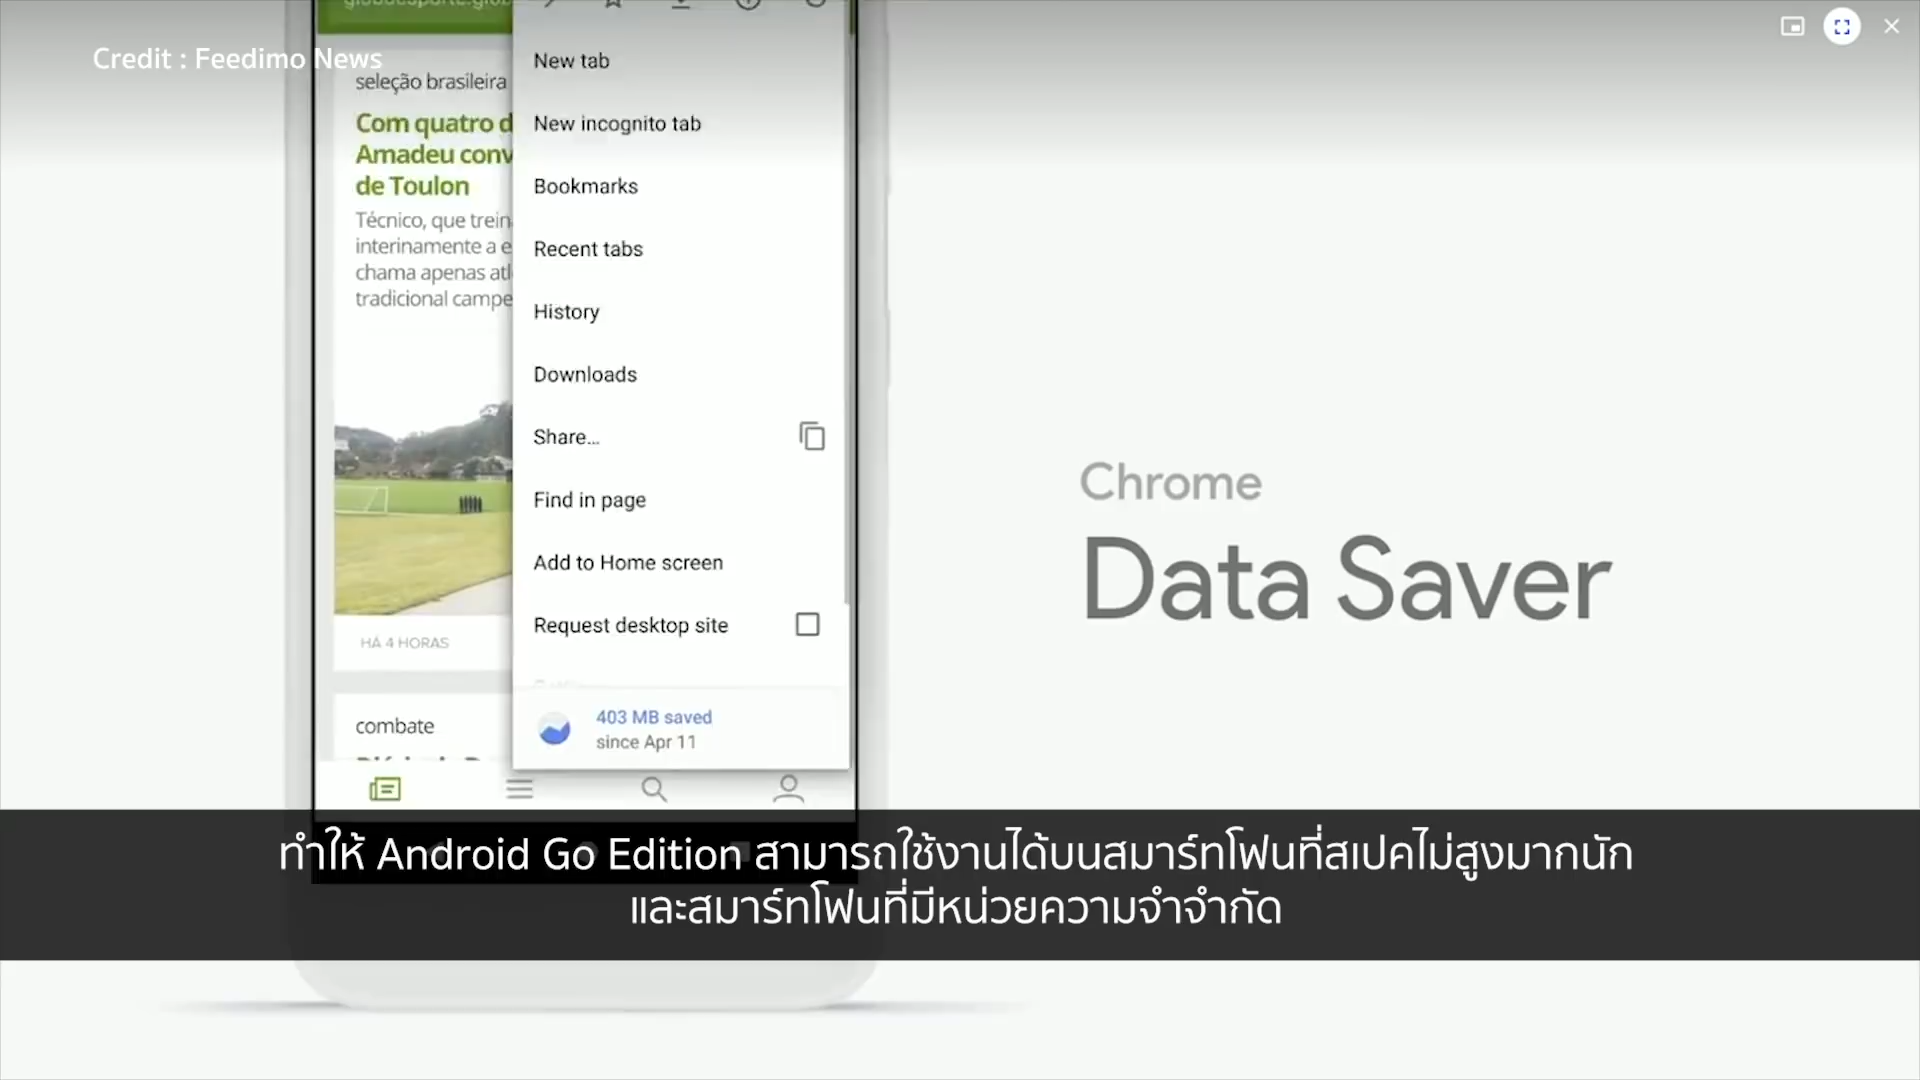 Credit : Feedimo News
seleção brasileira
Com quatro d
Amadeu conv
de Toulon
Técnico, que trein
interinamente a e
chama apenas atl
tradicional campe
HÁ 4 HORAS
combate
New tab
New incognito tab
Bookmarks
Recent tabs
History
Downloads
Share...
Find in page
Add to Home screen
Request desktop site
403 MB saved
since Apr 11
Chrome
Data Saver
ทำให้ Android Go Edition สามารถใช้งานได้บนสมาร์ทโฟนที่สเปคไม่สูงมากนัก
และสมาร์ทโฟนที่มีหน่วยความจำจำกัด